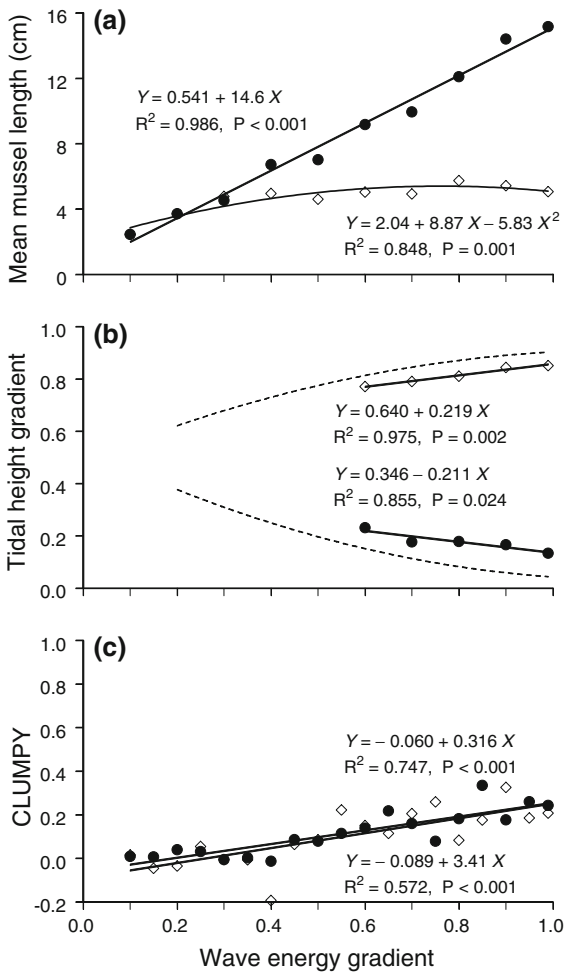 (a)
Mean mussel length (cm)
16
12
8
4
0
Y = 0.541 + 14.6 X
R² = 0.986, P < 0.001
Y = 2.04 + 8.87 X – 5.83 X²
R² = 0.848, P = 0.001
(b)
Tidal height gradient
1.0
0.8
0.6
0.4
0.2
0.0
Y = 0.640 + 0.219 X
R² = 0.975, P = 0.002
Y = 0.346 – 0.211 X
R² = 0.855, P = 0.024
(c)
CLUMPY
1.0
0.8
0.6
0.4
0.2
0.0
-0.2
Y = – 0.060 + 0.316 X
R² = 0.747, P < 0.001
Y = – 0.089 + 3.41 X
R² = 0.572, P < 0.001
0.0 0.2 0.4 0.6 0.8 1.0
Wave energy gradient